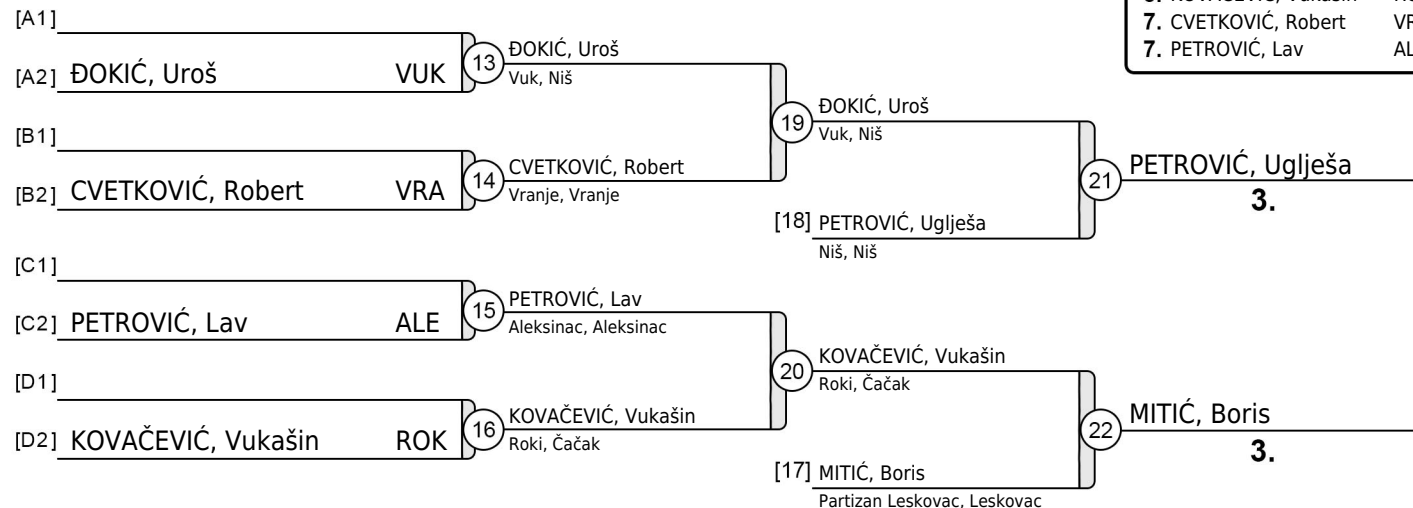 7. CVETKOVIĆ, Robert
7. PETROVIĆ, Lav
[A1]
[A2] ĐOKIĆ, Uroš VUK
13
ĐOKIĆ, Uroš
Vuk, Niš
[B1]
[B2] CVETKOVIĆ, Robert VRA
14
CVETKOVIĆ, Robert
Vranje, Vranje
19
ĐOKIĆ, Uroš
Vuk, Niš
[18] PETROVIĆ, Uglješa
Niš, Niš
21
PETROVIĆ, Uglješa
3.
[C1]
[C2] PETROVIĆ, Lav ALE
15
PETROVIĆ, Lav
Aleksinac, Aleksinac
[D1]
[D2] KOVAČEVIĆ, Vukašin ROK
16
KOVAČEVIĆ, Vukašin
Roki, Čačak
20
KOVAČEVIĆ, Vukašin
Roki, Čačak
[17] MITIĆ, Boris
Partizan Leskovac, Leskovac
22
MITIĆ, Boris
3.